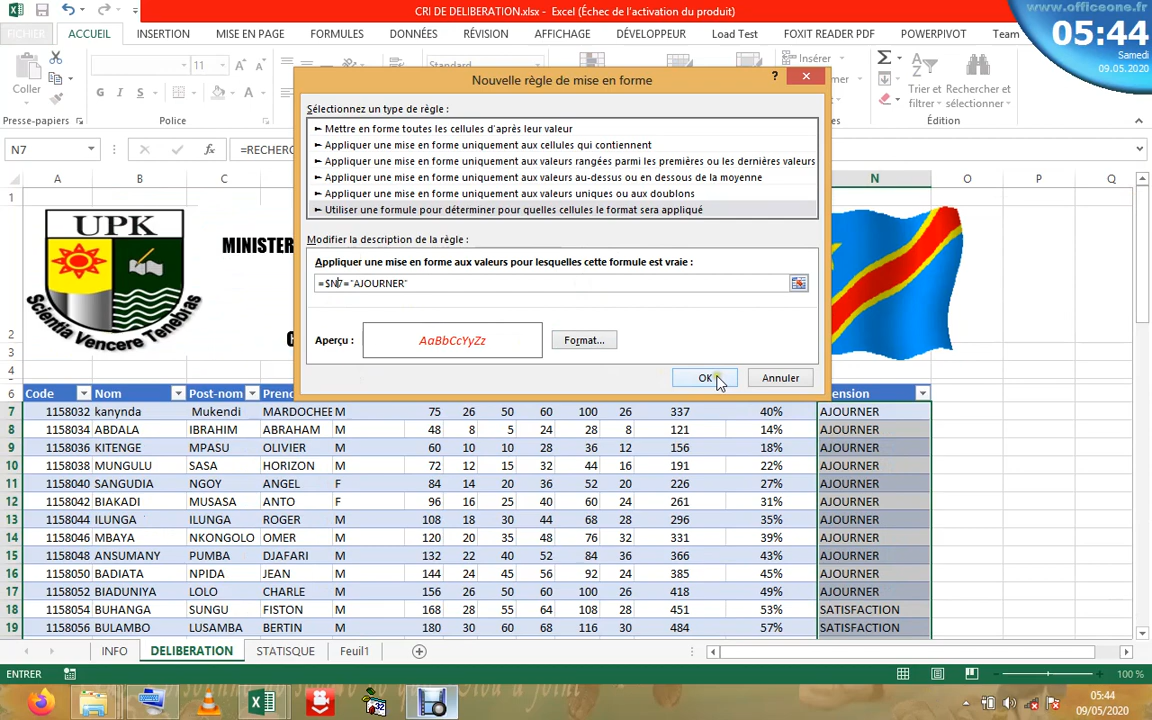 CRI DE DELIBERATION.xlsx - Excel (Échec de l'activation du produit)
www.officeone.fr
05:44
Samedi
09.05.2020
FICHIER ACCUEIL INSERTION MISE EN PAGE FORMULES DONNÉES RÉVISION AFFICHAGE DÉVELOPPEUR Load Test FOXIT READER PDF POWERPIVOT Team
Coller
Presse-papiers
11
G I S
Police
Standard
Insérer
Trier et filtrer
Rechercher et sélectionner
Édition
Nouvelle règle de mise en forme
Sélectionnez un type de règle :
► Mettre en forme toutes les cellules d'après leur valeur
► Appliquer une mise en forme uniquement aux cellules qui contiennent
► Appliquer une mise en forme uniquement aux valeurs rangées parmi les premières ou les dernières valeurs
► Appliquer une mise en forme uniquement aux valeurs au-dessus ou en dessous de la moyenne
► Appliquer une mise en forme uniquement aux valeurs uniques ou aux doublons
► Utiliser une formule pour déterminer pour quelles cellules le format sera appliqué
Modifier la description de la règle :
Appliquer une mise en forme aux valeurs pour lesquelles cette formule est vraie :
=$N7="AJOURNER"
Aperçu :
AaBbCcYyZz
Format...
OK
Annuler
N7
=RECHERC
A B C N O P Q
UPK
Scientia Vincere Tenebras
MINISTER
Code Nom Post-nom Préno ension
7 1158032 kanynda Mukendi MARDOCHEE M 75 26 50 60 100 26 337 40% AJOURNER
8 1158034 ABDALA IBRAHIM ABRAHAM M 48 8 5 24 28 8 121 14% AJOURNER
9 1158036 KITENGE MPASU OLIVIER M 60 10 10 28 36 12 156 18% AJOURNER
10 1158038 MUNGULU SASA HORIZON M 72 12 15 32 44 16 191 22% AJOURNER
11 1158040 SANGUDIA NGOY ANGEL F 84 14 20 36 52 20 226 27% AJOURNER
12 1158042 BIAKADI MUSASA ANTO F 96 16 25 40 60 24 261 31% AJOURNER
13 1158044 ILUNGA ILUNGA ROGER M 108 18 30 44 68 28 296 35% AJOURNER
14 1158046 MBAYA NKONGOLO OMER M 120 20 35 48 76 32 331 39% AJOURNER
15 1158048 ANSUMANY PUMBA DJAFARI M 132 22 40 52 84 36 366 43% AJOURNER
16 1158050 BADIATA NPIDA JEAN M 144 24 45 56 92 24 385 45% AJOURNER
17 1158052 BIADUNIYA LOLO CHARLE M 156 26 50 60 100 26 418 49% AJOURNER
18 1158054 BUHANGA SUNGU FISTON M 168 28 55 64 108 28 451 53% SATISFACTION
19 1158056 BULAMBO LUSAMBA BERTIN M 180 30 60 68 116 30 484 57% SATISFACTION
INFO DELIBERATION STATISQUE Feuil1
ENTRER
100 %
05:44
09/05/2020